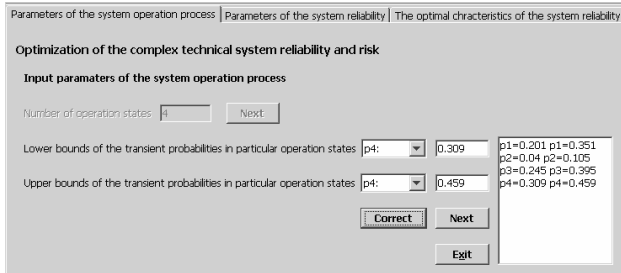 Parameters of the system operation process Parameters of the system reliability The optimal chracteristics of the system reliability
Optimization of the complex technical system reliability and risk
Input paramaters of the system operation process
Number of operation states 4 Next
Lower bounds of the transient probabilities in particular operation states p4: 0.309
Upper bounds of the transient probabilities in particular operation states p4: 0.459
p1=0.201 p1=0.351
p2=0.04 p2=0.105
p3=0.245 p3=0.395
p4=0.309 p4=0.459
Correct Next
Exit